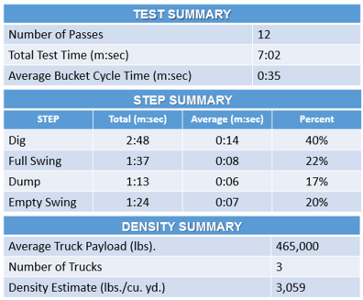 TEST SUMMARY
Number of Passes 12
Total Test Time (m:sec) 7:02
Average Bucket Cycle Time (m:sec) 0:35
STEP SUMMARY
STEP Total (m:sec) Average (m:sec) Percent
Dig 2:48 0:14 40%
Full Swing 1:37 0:08 22%
Dump 1:13 0:06 17%
Empty Swing 1:24 0:07 20%
DENSITY SUMMARY
Average Truck Payload (lbs). 465,000
Number of Trucks 3
Density Estimate (lbs./cu. yd.) 3,059